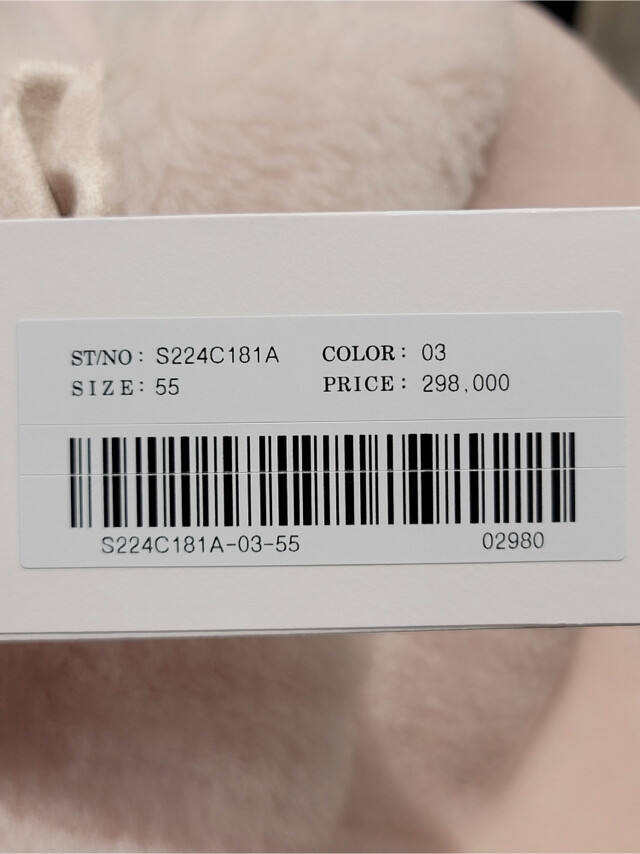 ST/NO: S224C181A COLOR: 03
SIZE: 55 PRICE: 298,000
S224C181A-03-55 02980